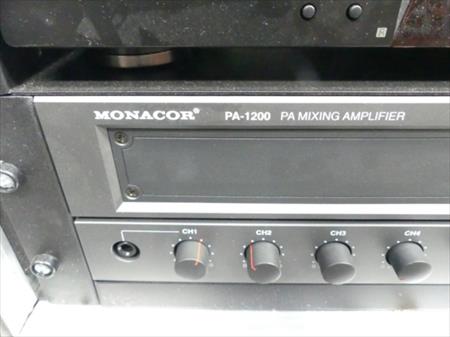 MONACOR® PA-1200 PA MIXING AMPLIFIER
CH1 CH2 CH3 CH4